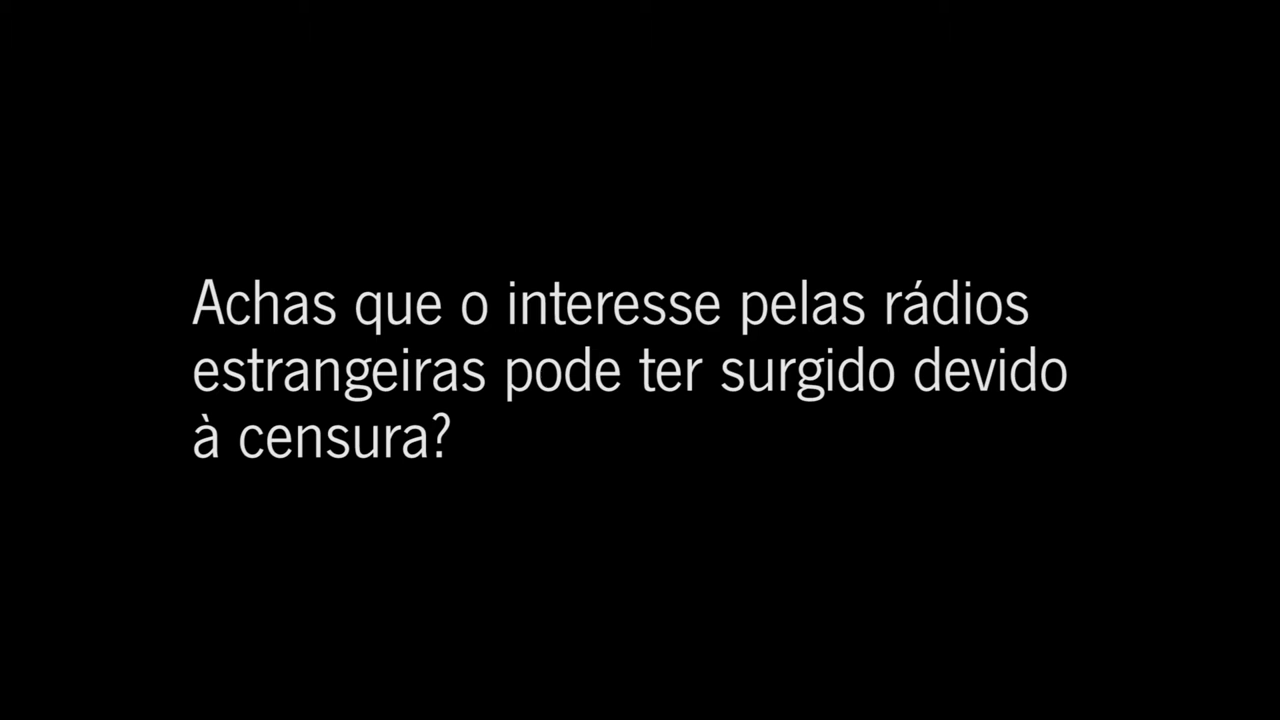 Achas que o interesse pelas rádios
estrangeiras pode ter surgido devido
à censura?